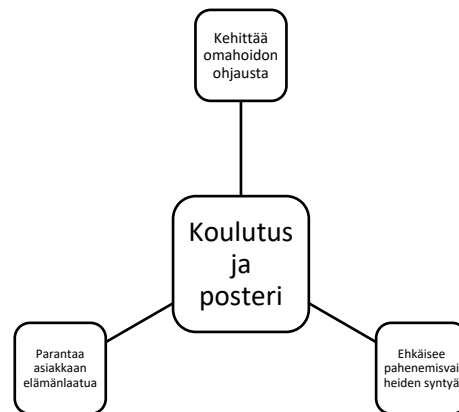 Kehittää
omahoidon
ohjausta
Koulutus
ja
posteri
Parantaa
asiakkaan
elämänlaatua
Ehkäisee
pahenemisvai
heiden syntyä